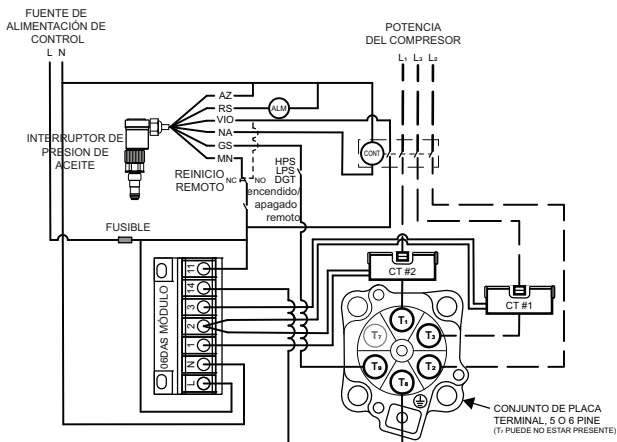 FUENTE DE
ALIMENTACIÓN DE
CONTROL
L N
POTENCIA
DEL COMPRESOR
L₁ L₃ L₂
AZ
RS
ALM
VIO
NA
GS
MN
INTERRUPTOR DE
PRESION DE
ACEITE
CONT
HPS
LPS
DGT
REINICIO
REMOTO
NC NO
encendido/
apagado
remoto
FUSIBLE
CT #2
CT #1
06DAS MÓDULO
11
14
3
2
1
N
L
T₁
T₇
T₃
T₉
T₂
T₈
CONJUNTO DE PLACA
TERMINAL, 5 O 6 PINE
(T₇ PUEDE NO ESTAR PRESENTE)